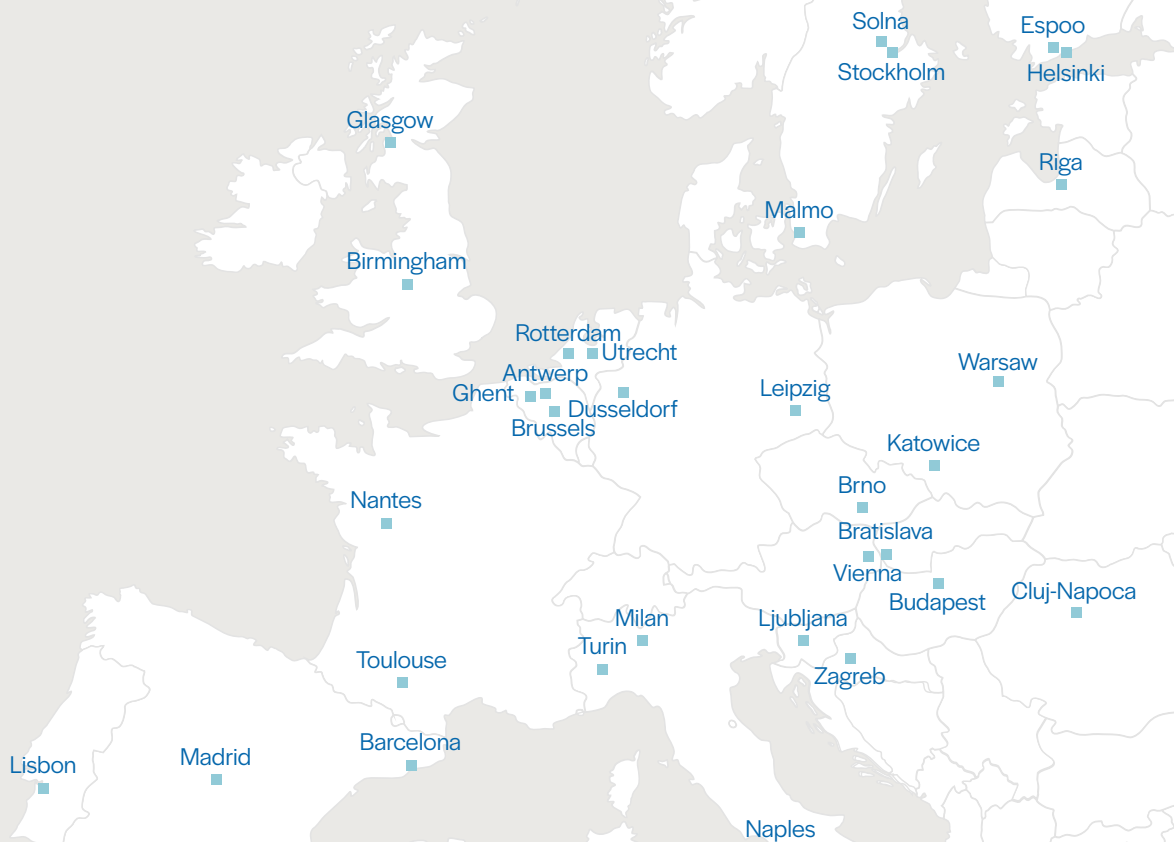 Solna
Espoo
Stockholm
Helsinki
Glasgow
Riga
Malmo
Birmingham
Rotterdam
Utrecht
Warsaw
Antwerp
Ghent
Leipzig
Dusseldorf
Brussels
Katowice
Brno
Nantes
Bratislava
Vienna
Cluj-Napoca
Budapest
Milan
Ljubljana
Turin
Toulouse
Zagreb
Barcelona
Madrid
Lisbon
Naples